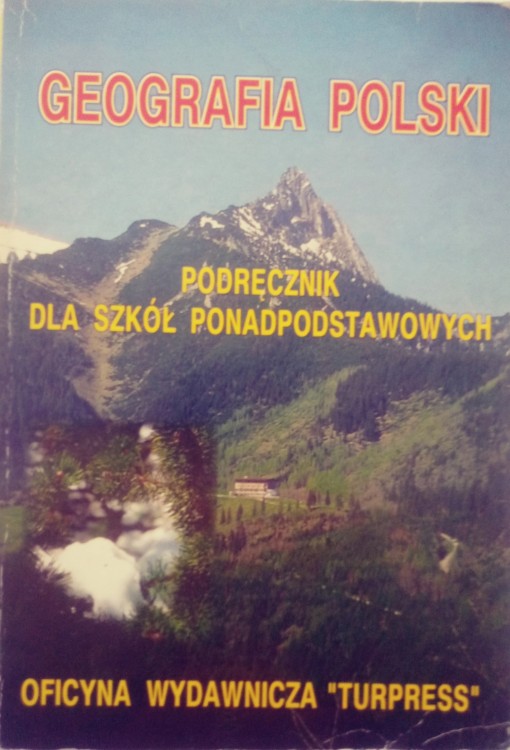 GEOGRAFIA POLSKI
PODRĘCZNIK
DLA SZKÓŁ PONADPODSTAWOWYCH
OFICYNA WYDAWNICZA "TURPRESS"